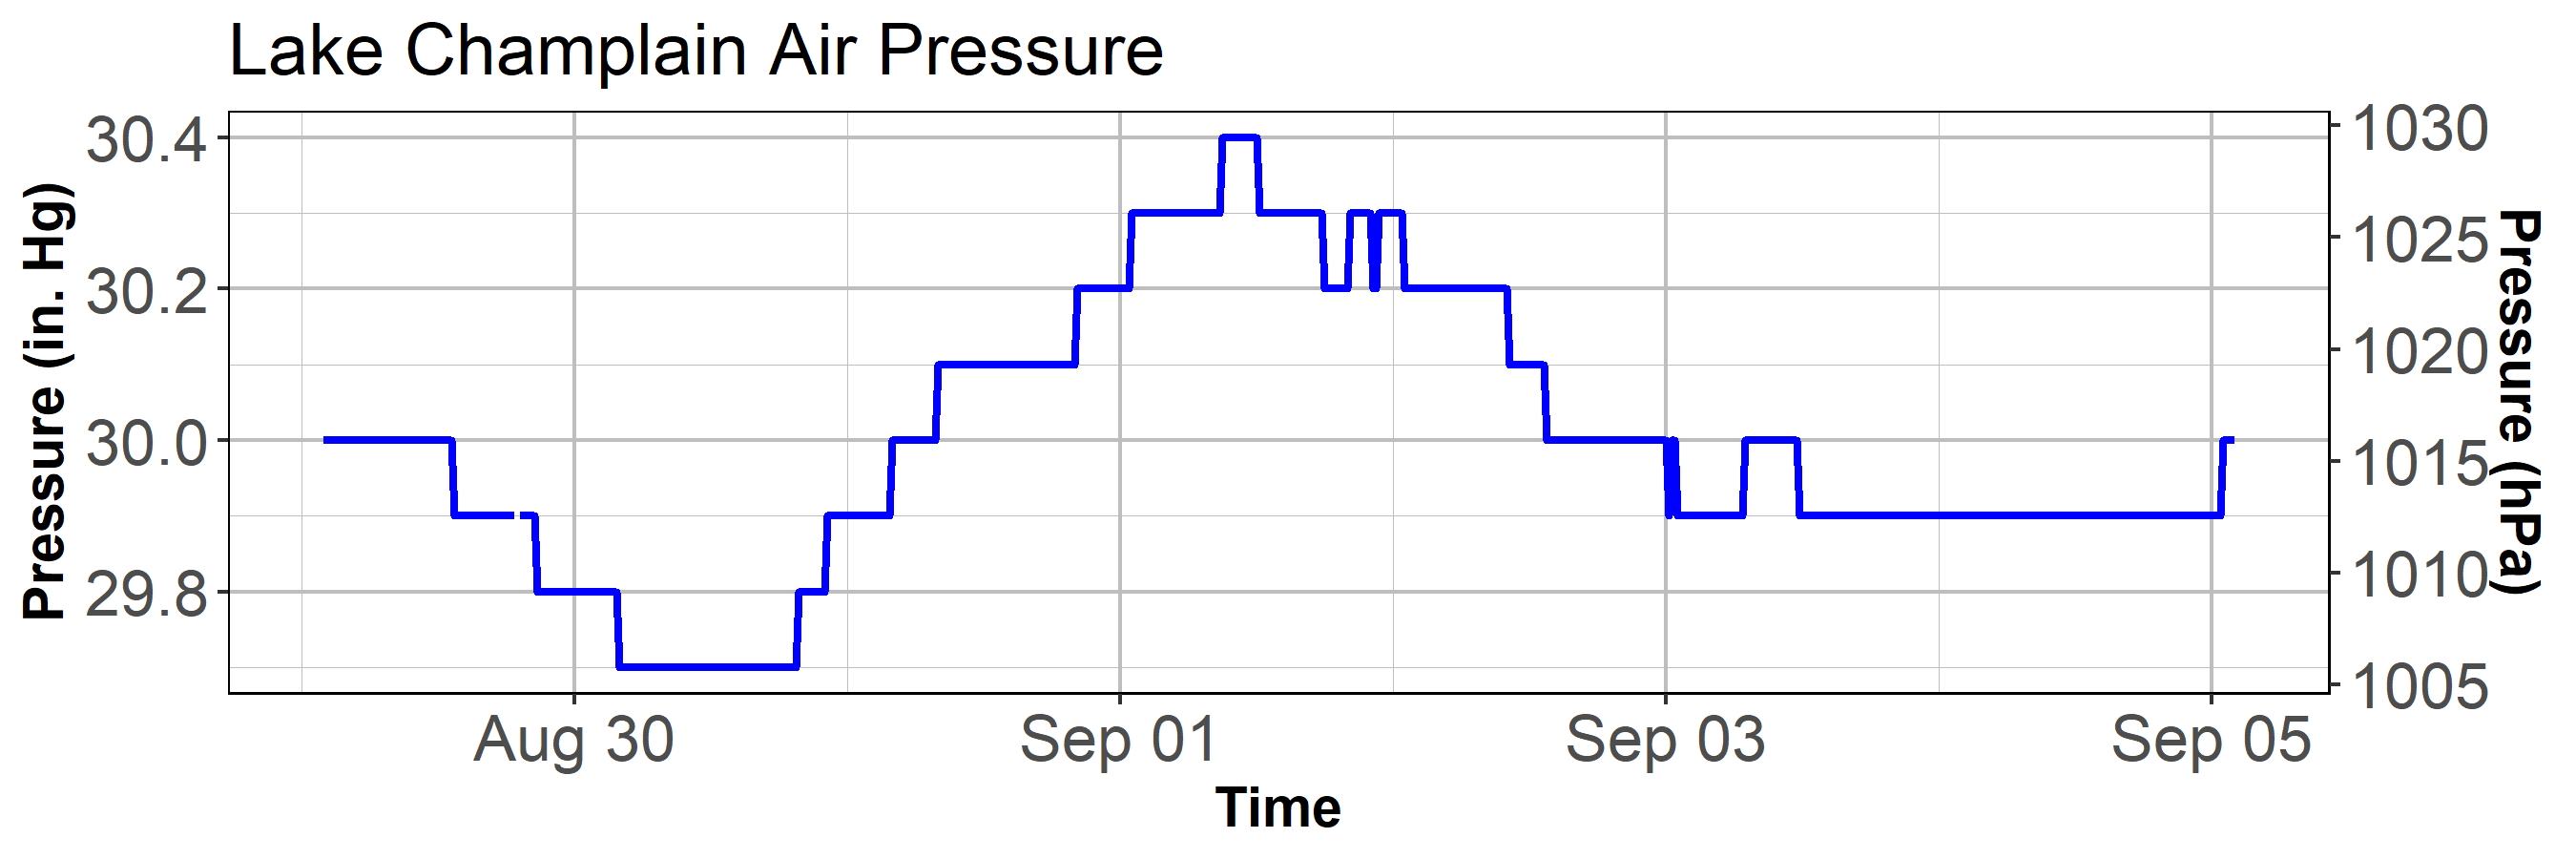 Lake Champlain Air Pressure
Pressure (in. Hg)
30.4
30.2
30.0
29.8
1030
1025
1020
1015
1010
1005
Pressure (hPa)
Aug 30
Sep 01
Sep 03
Sep 05
Time